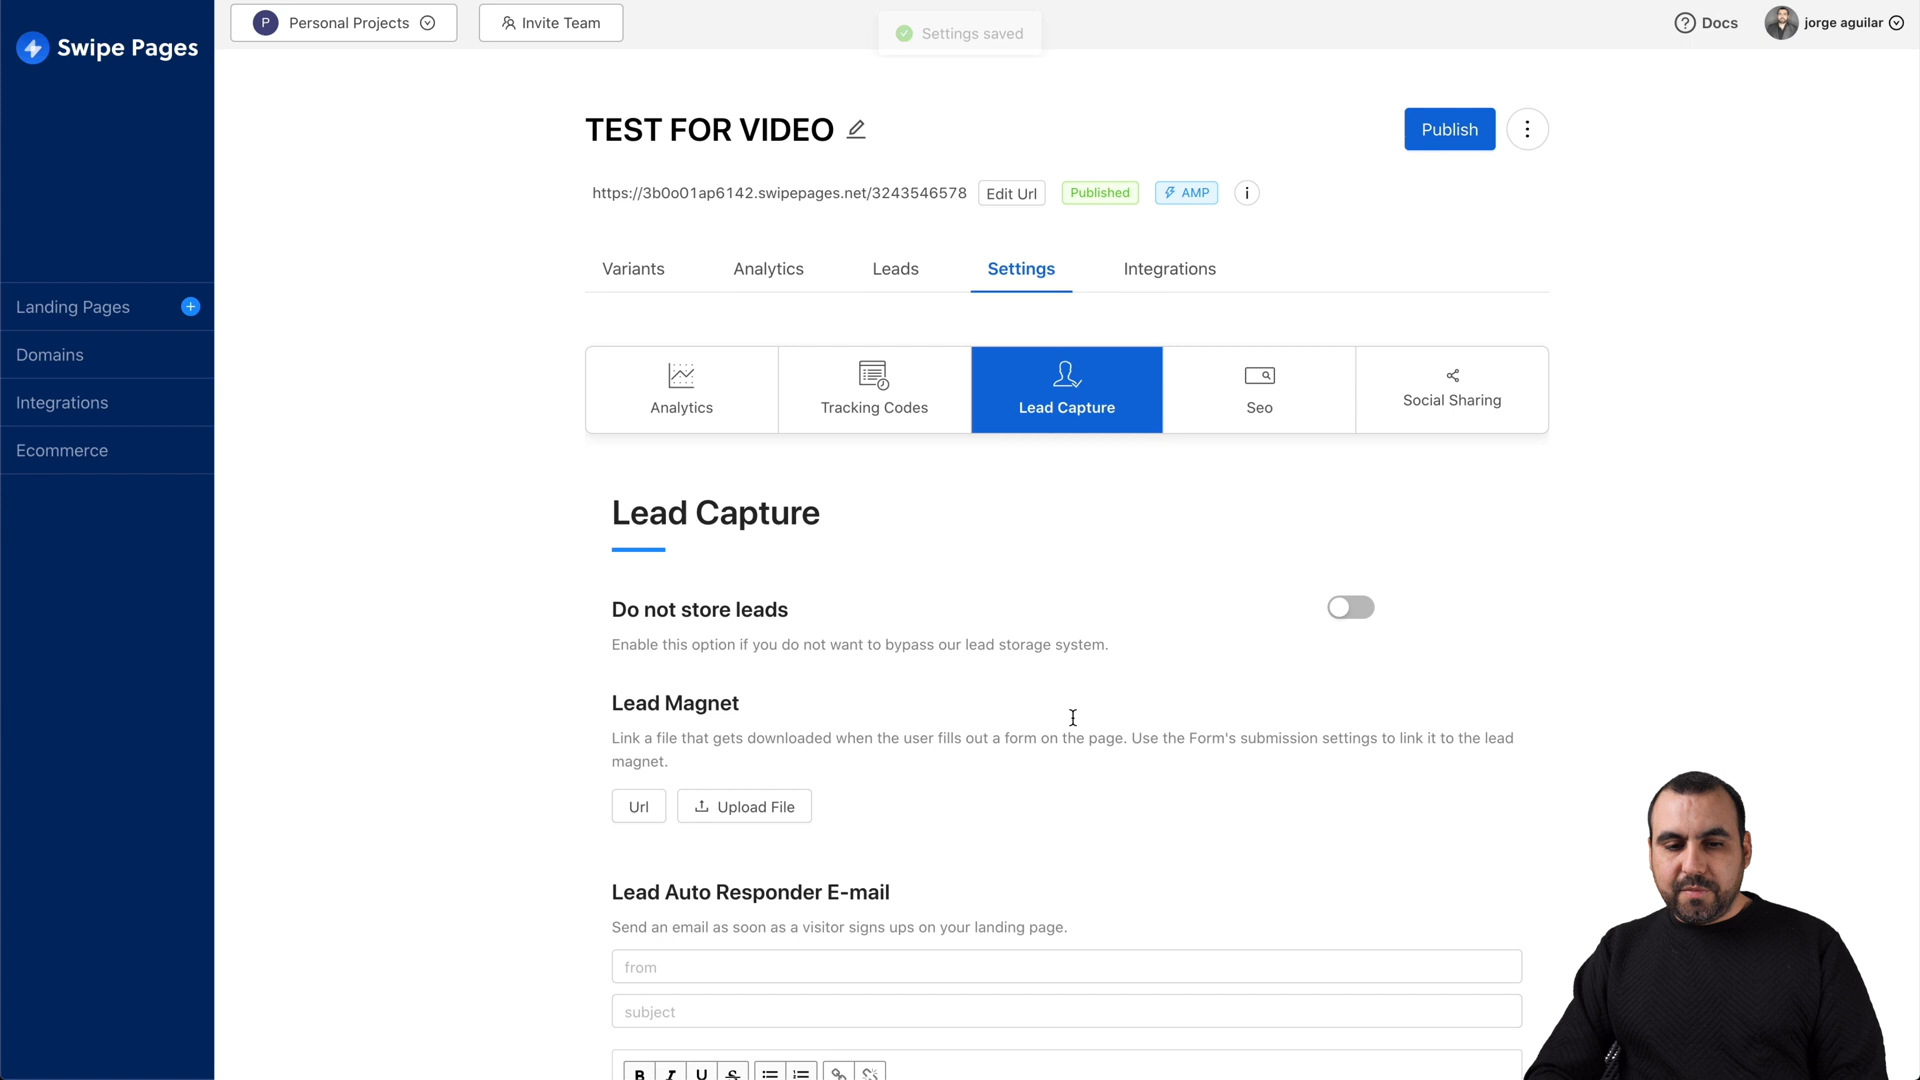 Swipe Pages
P Personal Projects
Invite Team
Settings saved
Docs
jorge aguilar
TEST FOR VIDEO
Publish
https://3b0o01ap6142.swipepages.net/3243546578
Edit Url
Published
AMP
i
Variants
Analytics
Leads
Settings
Integrations
Landing Pages
Domains
Integrations
Ecommerce
Analytics
Tracking Codes
Lead Capture
Seo
Social Sharing
Lead Capture
Do not store leads
Enable this option if you do not want to bypass our lead storage system.
Lead Magnet
Link a file that gets downloaded when the user fills out a form on the page. Use the Form's submission settings to link it to the lead
magnet.
Url
Upload File
Lead Auto Responder E-mail
Send an email as soon as a visitor signs ups on your landing page.
from
subject
B I U S